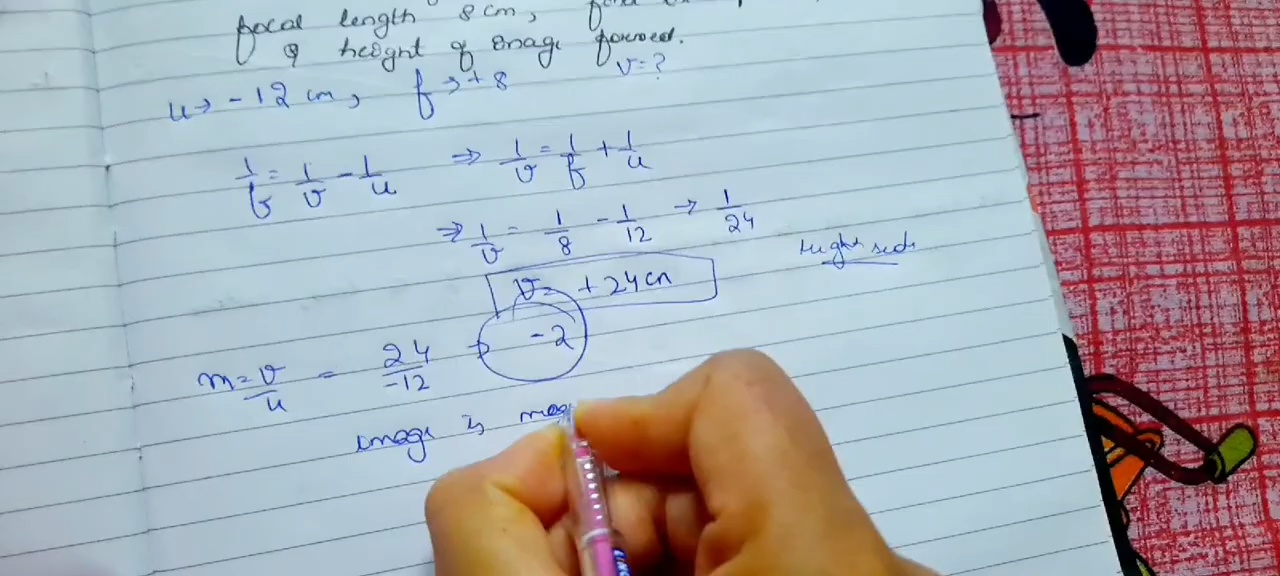 focal length 8 cm,
& height of image formed.
u → -12 cm, f → +8 v = ?
1/f = 1/v - 1/u ⇒ 1/v = 1/f + 1/u
⇒ 1/v = 1/8 - 1/12 → 1/24
Right side
v = +24 cm
m = v/u = 24/-12 → -2
image is mag